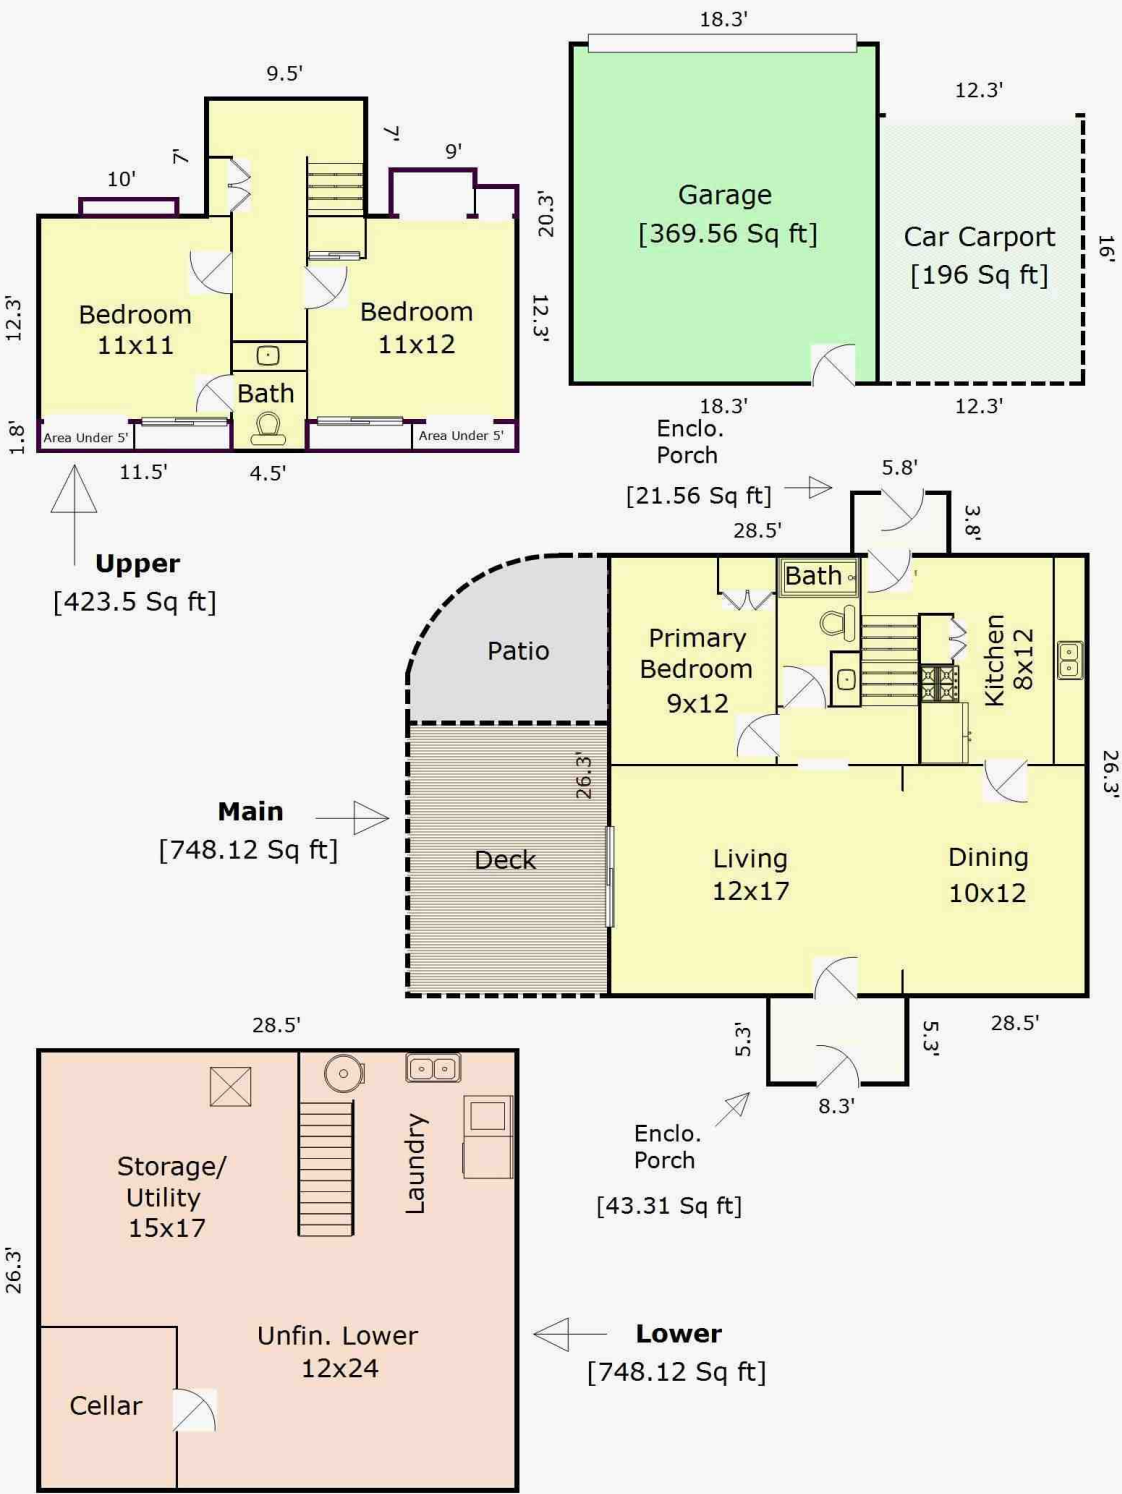 18.3'
9.5'
12.3'
7'
7'
9'
10'
20.3'
Garage
[369.56 Sq ft]
Car Carport
[196 Sq ft]
16'
12.3'
12.3'
Bedroom
11x11
Bedroom
11x12
Bath
1.8'
Area Under 5'
Area Under 5'
11.5'
4.5'
18.3'
12.3'
Enclo.
Porch
[21.56 Sq ft]
5.8'
3.8'
28.5'
Upper
[423.5 Sq ft]
Bath
Patio
Primary
Bedroom
9x12
Kitchen
8x12
26.3'
26.3'
Main
[748.12 Sq ft]
Deck
Living
12x17
Dining
10x12
28.5'
5.3'
5.3'
28.5'
8.3'
Enclo.
Porch
[43.31 Sq ft]
Laundry
Storage/
Utility
15x17
26.3'
Unfin. Lower
12x24
Lower
[748.12 Sq ft]
Cellar